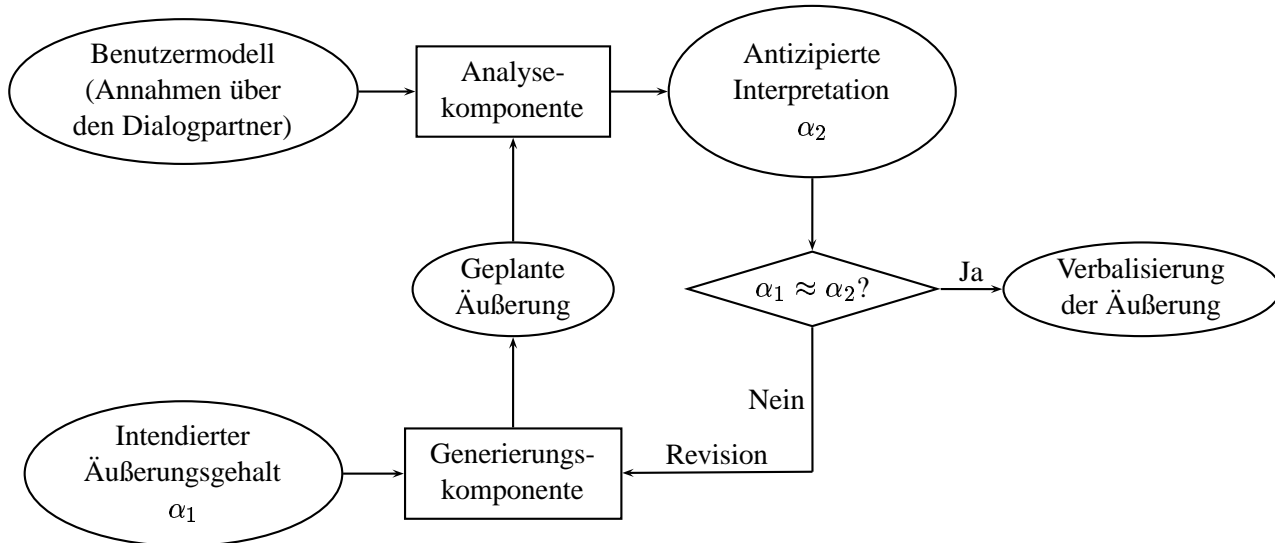 Benutzermodell
(Annahmen über
den Dialogpartner)
Analyse-
komponente
Antizipierte
Interpretation
α₂
Geplante
Äußerung
α₁ ≈ α₂?
Ja
Verbalisierung
der Äußerung
Nein
Revision
Intendierter
Äußerungsgehalt
α₁
Generierungs-
komponente